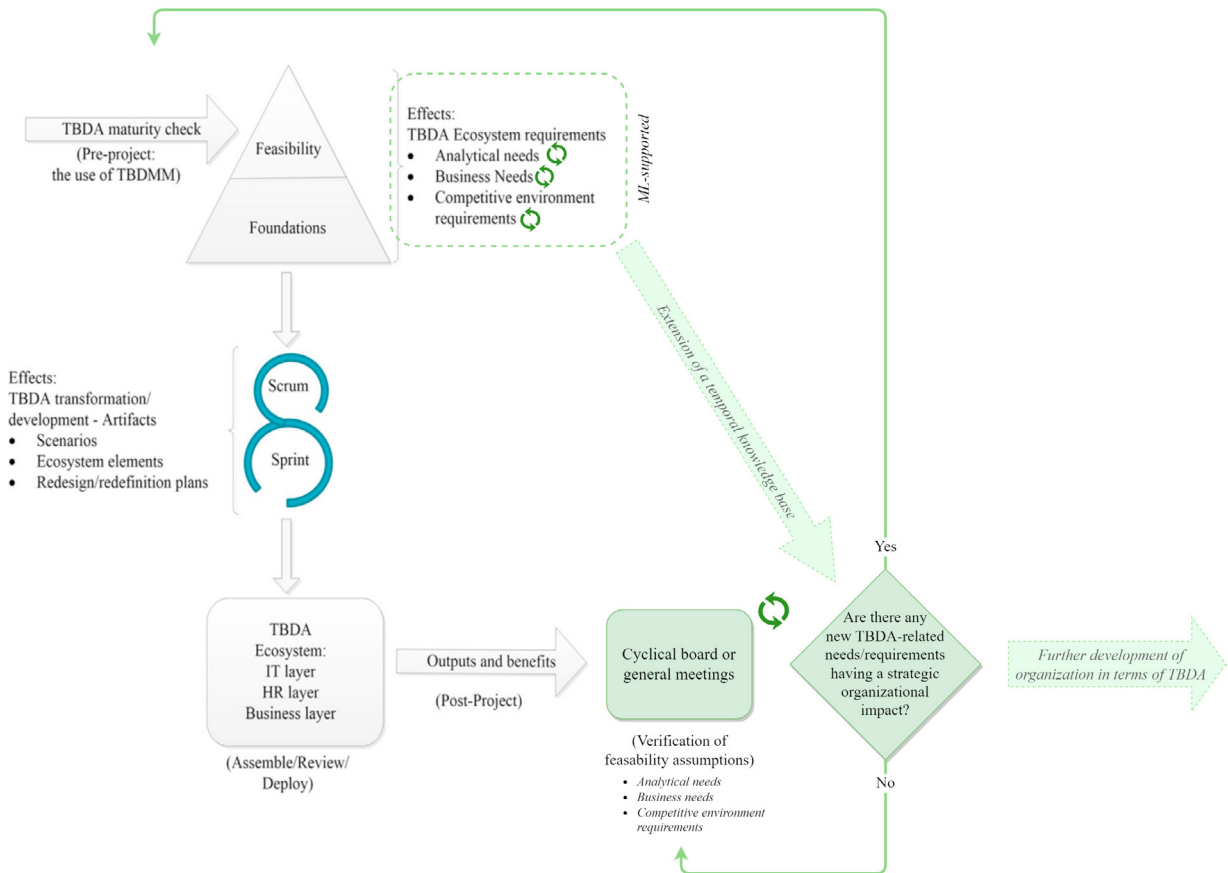 TBDA maturity check
(Pre-project:
the use of TBDMM)
Feasibility
Foundations
Effects:
TBDA Ecosystem requirements
• Analytical needs
• Business Needs
• Competitive environment
requirements
ML-supported
Extension of a temporal knowledge base
Effects:
TBDA transformation/
development - Artifacts
• Scenarios
• Ecosystem elements
• Redesign/redefinition plans
Scrum
Sprint
TBDA
Ecosystem:
IT layer
HR layer
Business layer
(Assemble/Review/
Deploy)
Outputs and benefits
(Post-Project)
Cyclical board or
general meetings
(Verification of
feasability assumptions)
• Analytical needs
• Business needs
• Competitive environment
requirements
Yes
Are there any
new TBDA-related
needs/requirements
having a strategic
organizational
impact?
No
Further development of
organization in terms of TBDA